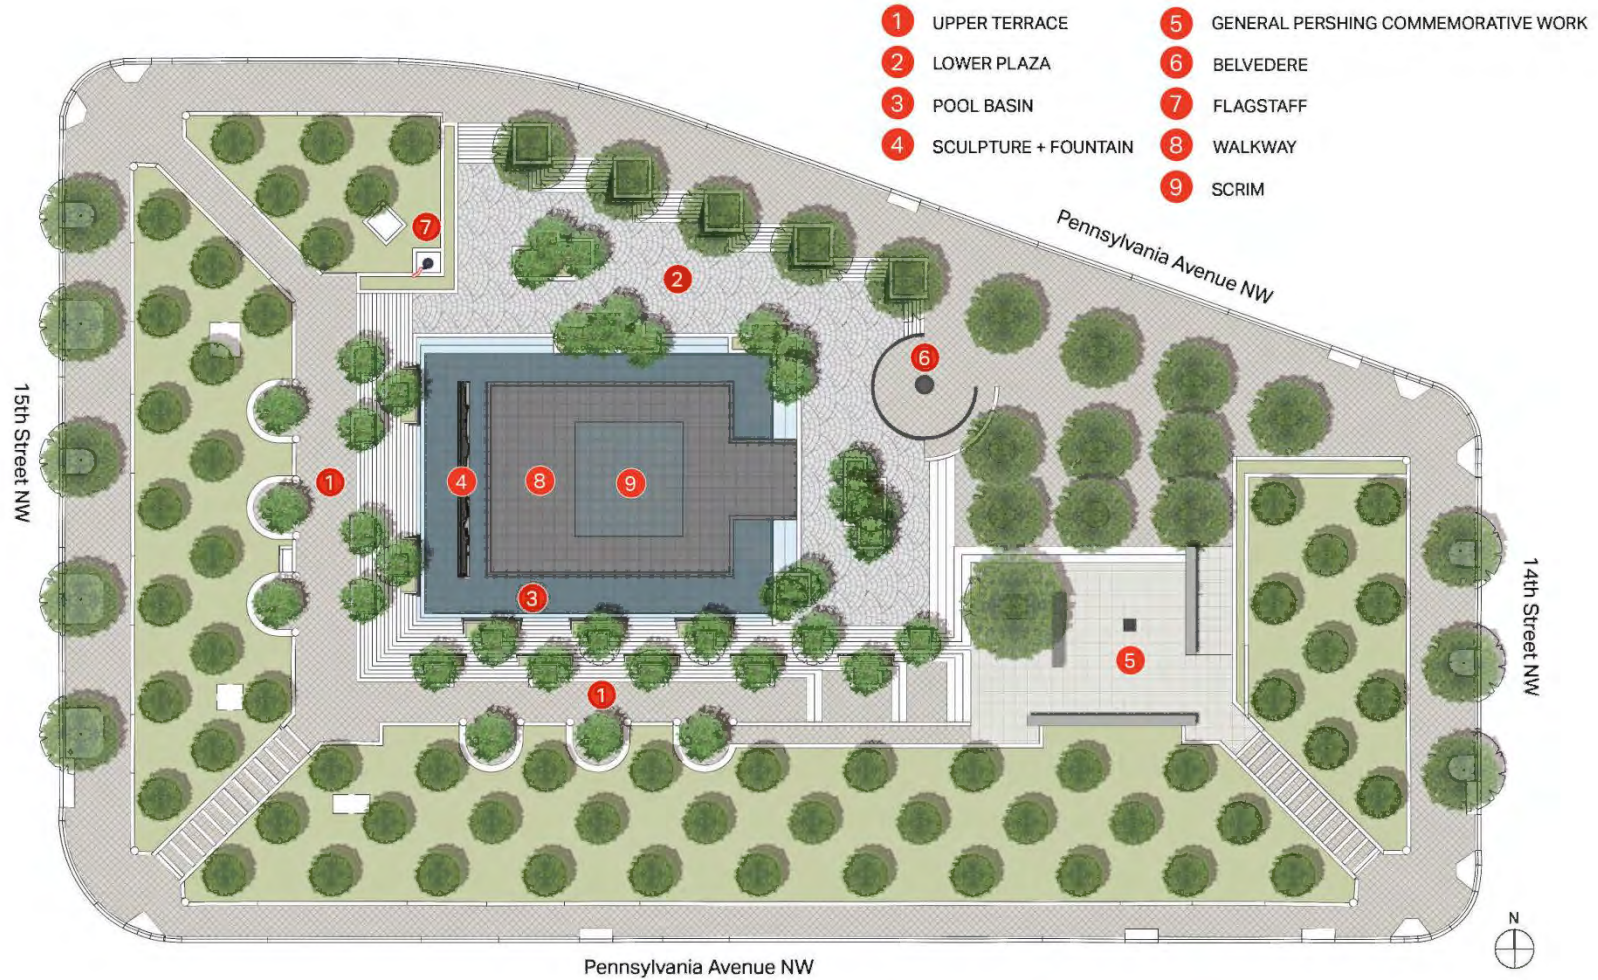 1 UPPER TERRACE
2 LOWER PLAZA
3 POOL BASIN
4 SCULPTURE + FOUNTAIN
5 GENERAL PERSHING COMMEMORATIVE WORK
6 BELVEDERE
7 FLAGSTAFF
8 WALKWAY
9 SCRIM
Pennsylvania Avenue NW
7
2
6
15th Street NW
1
4
8
9
3
14th Street NW
5
1
N
Pennsylvania Avenue NW